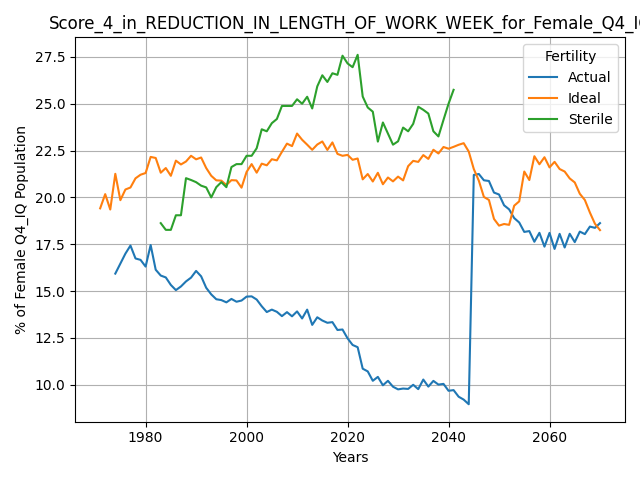 Score_4_in_REDUCTION_IN_LENGTH_OF_WORK_WEEK_for_Female_Q4_IQ
Fertility
Actual
Ideal
Sterile
% of Female Q4_IQ Population
27.5
25.0
22.5
20.0
17.5
15.0
12.5
10.0
1980
2000
2020
2040
2060
Years